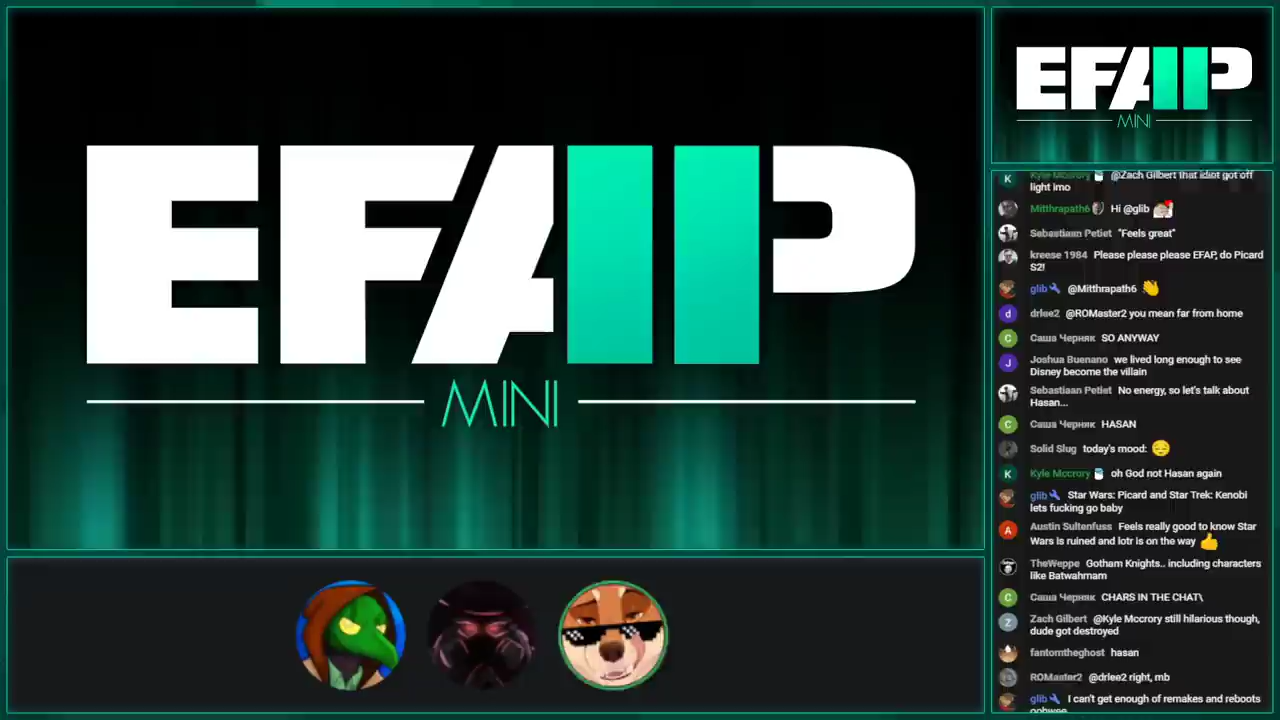 EFAP
MINI
EFAP
MINI
Kyle Mccrory @Zach Gilbert that idiot got off
light imo
Mitthrapath6 Hi @glib
Sebastiaan Petiet "Feels great"
kreese 1984 Please please please EFAP, do Picard
S2!
glib @Mitthrapath6
drlee2 @ROMaster2 you mean far from home
Саша Черняк SO ANYWAY
Joshua Buenano we lived long enough to see
Disney become the villain
Sebastiaan Petiet No energy, so let's talk about
Hasan...
Саша Черняк HASAN
Solid Slug today's mood:
Kyle Mccrory oh God not Hasan again
glib Star Wars: Picard and Star Trek: Kenobi
lets fucking go baby
Austin Sultenfuss Feels really good to know Star
Wars is ruined and lotr is on the way
TheWeppe Gotham Knights.. including characters
like Batwahmam
Саша Черняк CHARS IN THE CHAT\
Zach Gilbert @Kyle Mccrory still hilarious though,
dude got destroyed
fantomtheghost hasan
ROMaster2 @drlee2 right, mb
glib I can't get enough of remakes and reboots
oohwee